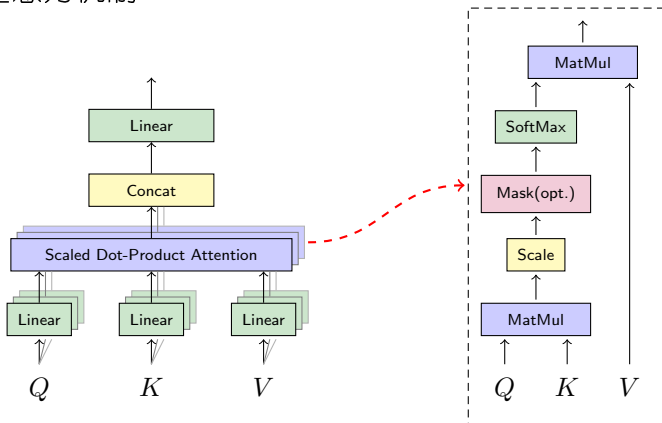 Linear
Concat
Scaled Dot-Product Attention
Linear Linear Linear
Q K V
MatMul
SoftMax
Mask(opt.)
Scale
MatMul
Q K V